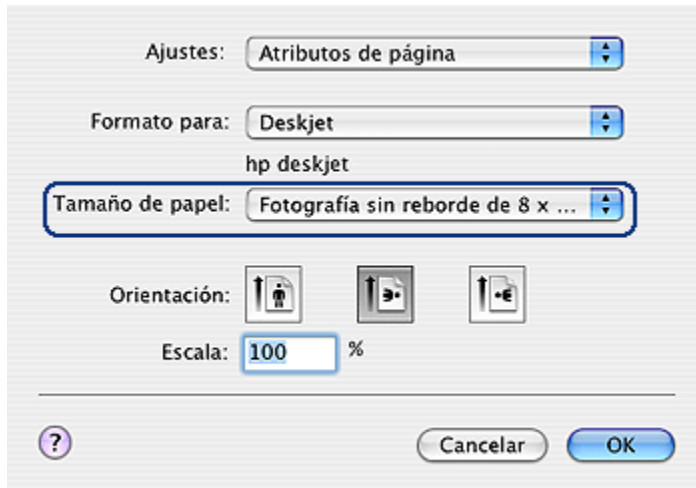 Ajustes: Atributos de página
Formato para: Deskjet
hp deskjet
Tamaño de papel: Fotografía sin reborde de 8 x ...
Orientación:
Escala: 100 %
?
Cancelar OK